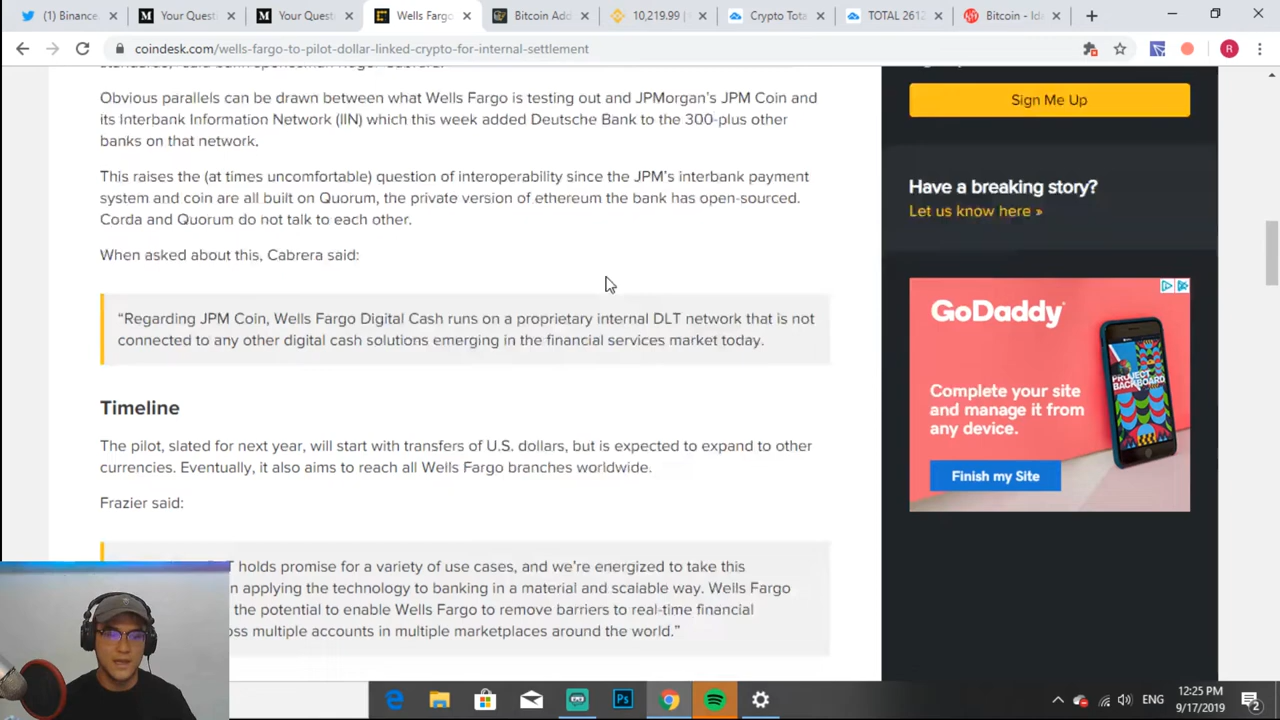 (1) Binance
Your Quest
Your Quest
Wells Fargo
Bitcoin Add
10,219.99 |
Crypto Tota
TOTAL 2612
Bitcoin - Id
coindesk.com/wells-fargo-to-pilot-dollar-linked-crypto-for-internal-settlement
R
Obvious parallels can be drawn between what Wells Fargo is testing out and JPMorgan's JPM Coin and
its Interbank Information Network (IIN) which this week added Deutsche Bank to the 300-plus other
banks on that network.
This raises the (at times uncomfortable) question of interoperability since the JPM's interbank payment
system and coin are all built on Quorum, the private version of ethereum the bank has open-sourced.
Corda and Quorum do not talk to each other.
When asked about this, Cabrera said:
“Regarding JPM Coin, Wells Fargo Digital Cash runs on a proprietary internal DLT network that is not
connected to any other digital cash solutions emerging in the financial services market today.
Timeline
The pilot, slated for next year, will start with transfers of U.S. dollars, but is expected to expand to other
currencies. Eventually, it also aims to reach all Wells Fargo branches worldwide.
Frazier said:
holds promise for a variety of use cases, and we're energized to take this
applying the technology to banking in a material and scalable way. Wells Fargo
the potential to enable Wells Fargo to remove barriers to real-time financial
multiple accounts in multiple marketplaces around the world.”
Sign Me Up
Have a breaking story?
Let us know here »
GoDaddy
PROJECT
BACKBOARD
Complete your site
and manage it from
any device.
Finish my Site
Ps
ENG
12:25 PM
9/17/2019
2